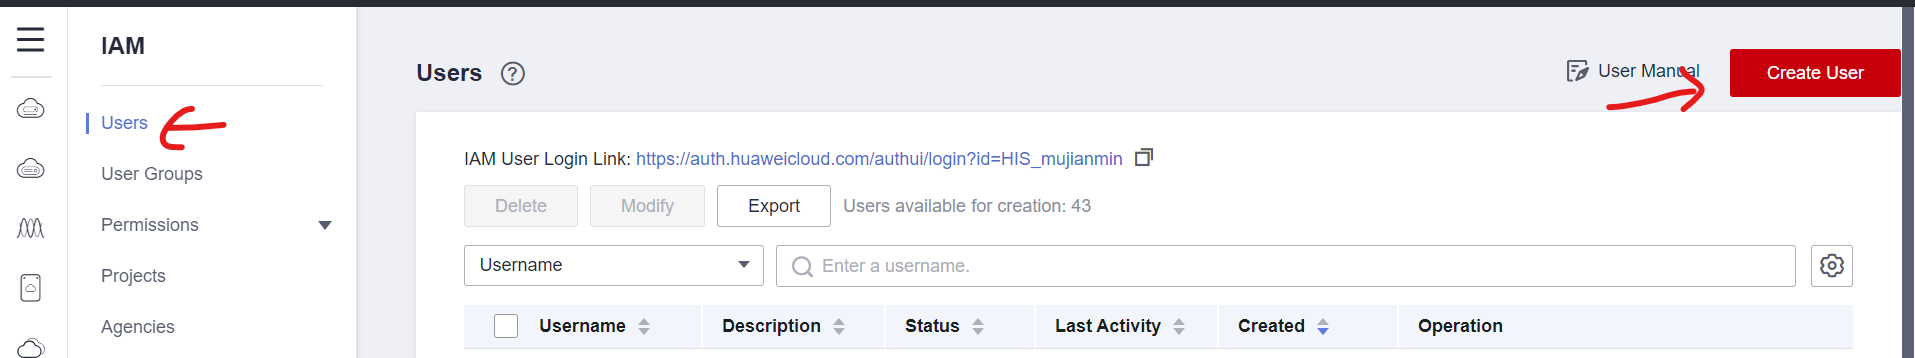 IAM
Users
User Groups
Permissions
Projects
Agencies
Users
User Manual
Create User
IAM User Login Link: https://auth.huaweicloud.com/authui/login?id=HIS_mujianmin
Delete Modify Export Users available for creation: 43
Username Enter a username.
Username Description Status Last Activity Created Operation